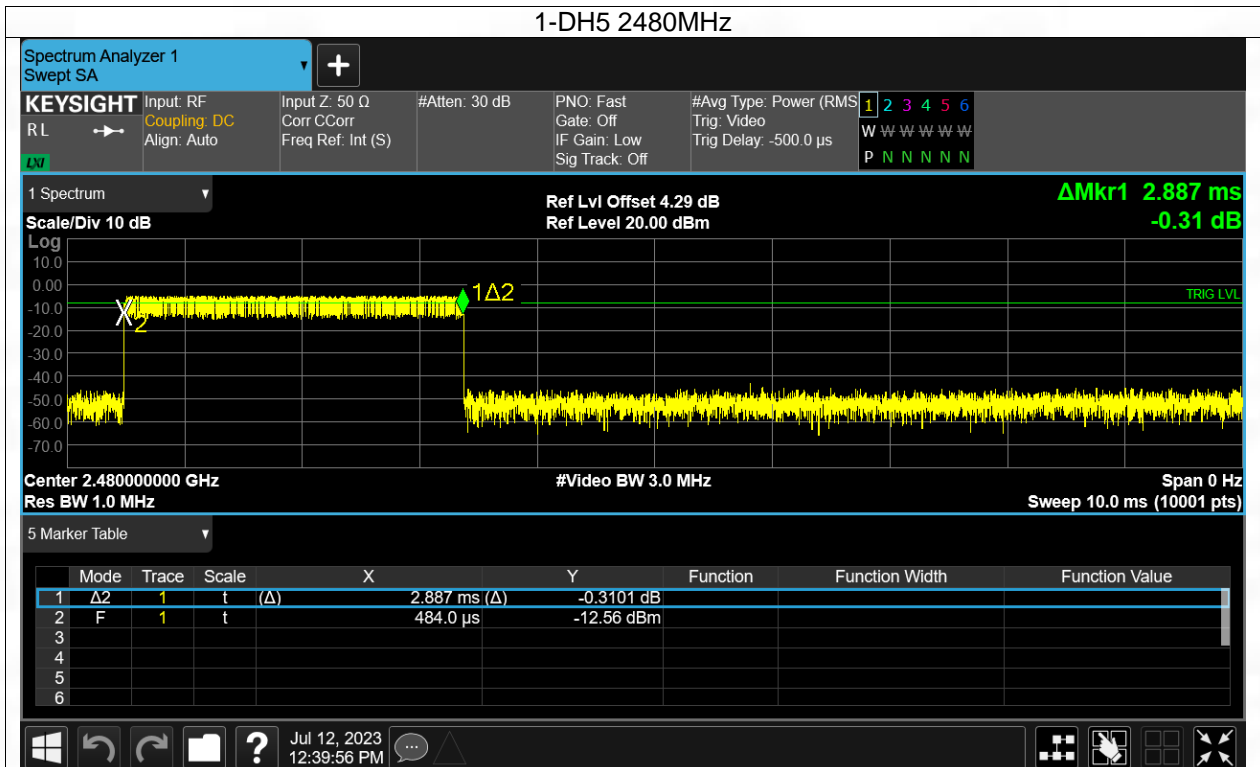 1-DH5 2480MHz
Spectrum Analyzer 1
Swept SA
KEYSIGHT Input: RF Input Z: 50 Ω #Atten: 30 dB PNO: Fast #Avg Type: Power (RMS 1 2 3 4 5 6
RL Coupling: DC Corr CCorr Gate: Off Trig: Video W W W W W W
Align: Auto Freq Ref: Int (S) IF Gain: Low Trig Delay: -500.0 µs
LXI Sig Track: Off P N N N N N
1 Spectrum Ref Lvl Offset 4.29 dB ΔMkr1 2.887 ms
Scale/Div 10 dB Ref Level 20.00 dBm -0.31 dB
Log
10.0
0.00
1Δ2
TRIG LVL
-10.0
2
-20.0
-30.0
-40.0
-50.0
-60.0
-70.0
Center 2.480000000 GHz #Video BW 3.0 MHz Span 0 Hz
Res BW 1.0 MHz Sweep 10.0 ms (10001 pts)
5 Marker Table
Mode Trace Scale X Y Function Function Width Function Value
1 Δ2 1 t (Δ) 2.887 ms (Δ) -0.3101 dB
2 F 1 t 484.0 µs -12.56 dBm
3
4
5
6
? Jul 12, 2023
12:39:56 PM